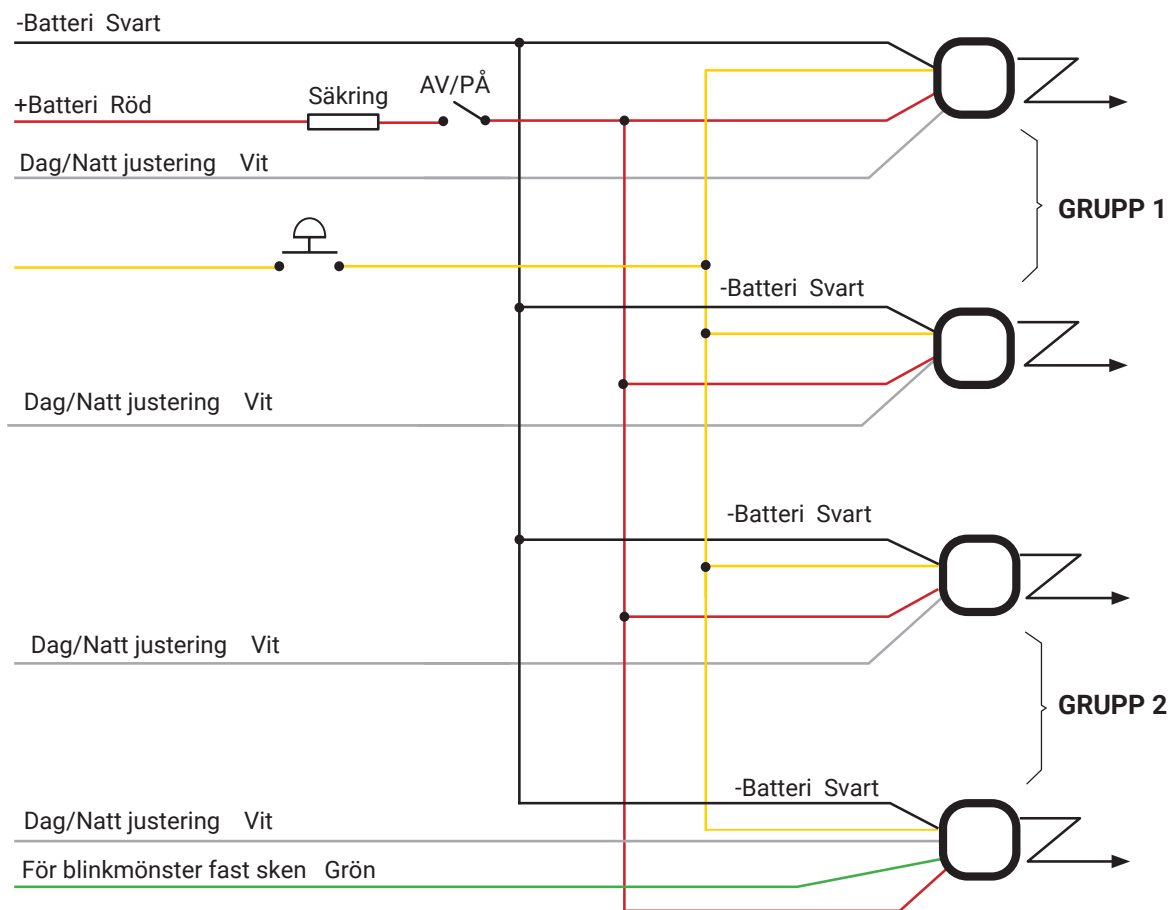 -Batteri Svart
AV/PÅ
Säkring
+Batteri Röd
Dag/Natt justering Vit
GRUPP 1
-Batteri Svart
Dag/Natt justering Vit
-Batteri Svart
Dag/Natt justering Vit
GRUPP 2
-Batteri Svart
Dag/Natt justering Vit
För blinkmönster fast sken Grön